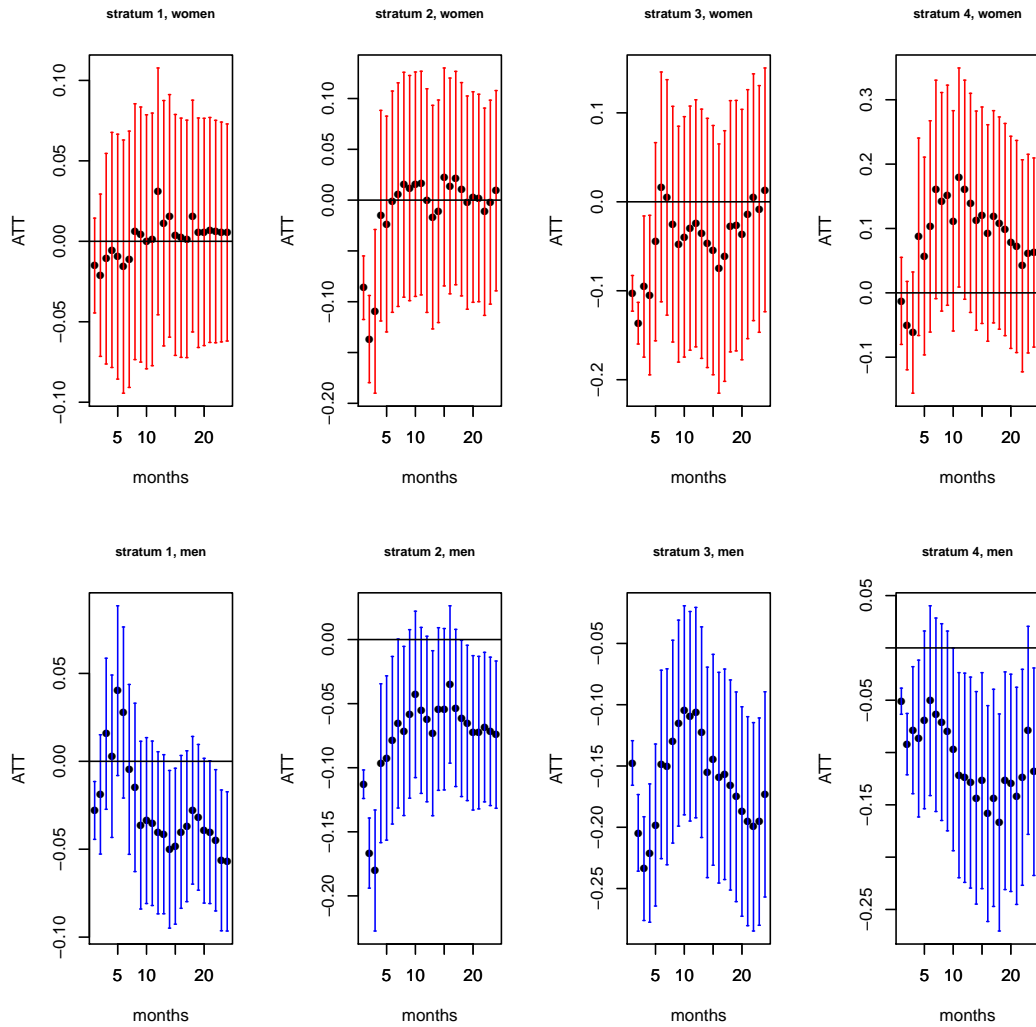 stratum 1, women
stratum 2, women
stratum 3, women
stratum 4, women
ATT
0.10
0.05
0.00
−0.05
−0.10
5
10
20
months
ATT
0.10
0.05
0.00
−0.10
−0.20
5
10
20
months
ATT
0.1
0.0
−0.1
−0.2
5
10
20
months
ATT
0.3
0.2
0.1
0.0
−0.1
5
10
20
months
stratum 1, men
stratum 2, men
stratum 3, men
stratum 4, men
ATT
0.05
0.00
−0.05
−0.10
5
10
20
months
ATT
0.00
−0.05
−0.10
−0.20
5
10
20
months
ATT
−0.05
−0.10
−0.15
−0.20
−0.25
5
10
20
months
ATT
0.05
−0.05
−0.15
−0.25
5
10
20
months